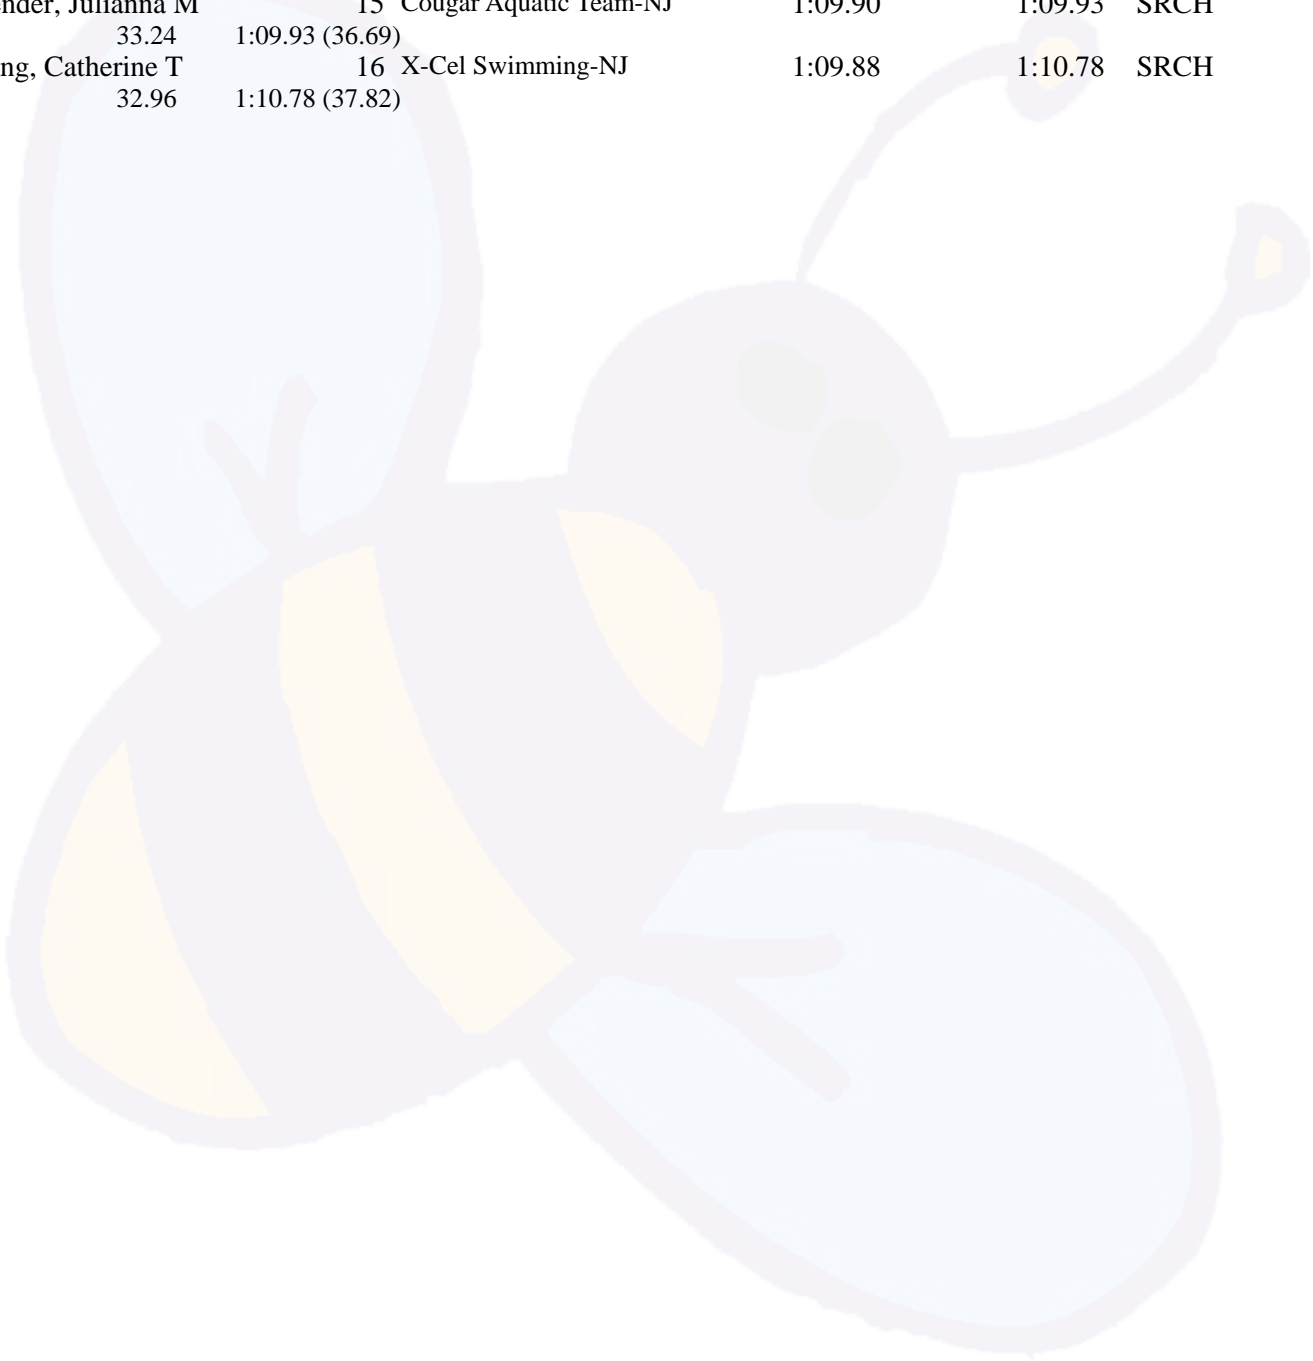 ender, Julianna M 15 Cougar Aquatic Team-NJ 1:09.90 1:09.93 SRCH
33.24 1:09.93 (36.69)
ng, Catherine T 16 X-Cel Swimming-NJ 1:09.88 1:10.78 SRCH
32.96 1:10.78 (37.82)